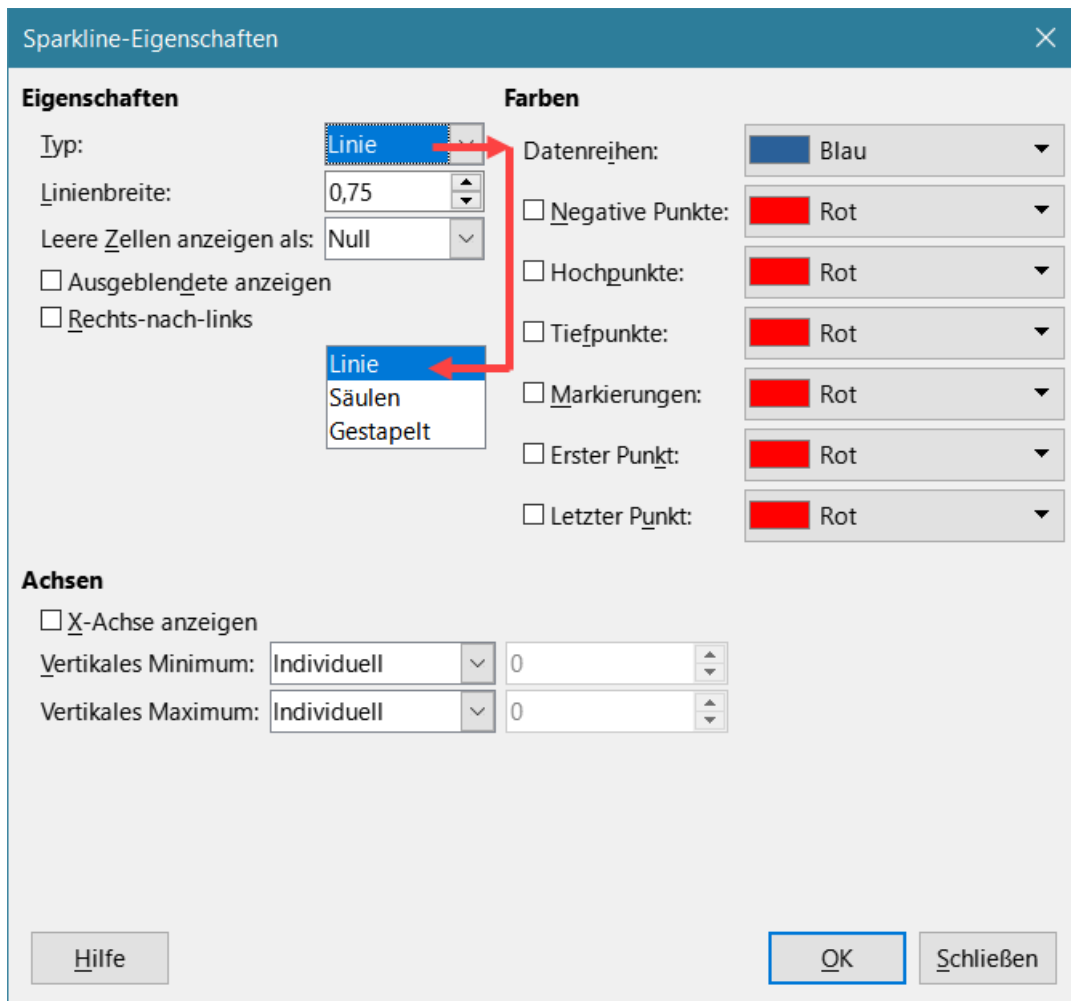 Sparkline-Eigenschaften
Eigenschaften
Typ: Linie
Linienbreite: 0,75
Leere Zellen anzeigen als: Null
Ausgeblendete anzeigen
Rechts-nach-links
Linie
Säulen
Gestapelt
Farben
Datenreihen: Blau
Negative Punkte: Rot
Hochpunkte: Rot
Tiefpunkte: Rot
Markierungen: Rot
Erster Punkt: Rot
Letzter Punkt: Rot
Achsen
X-Achse anzeigen
Vertikales Minimum: Individuell 0
Vertikales Maximum: Individuell 0
Hilfe OK Schließen